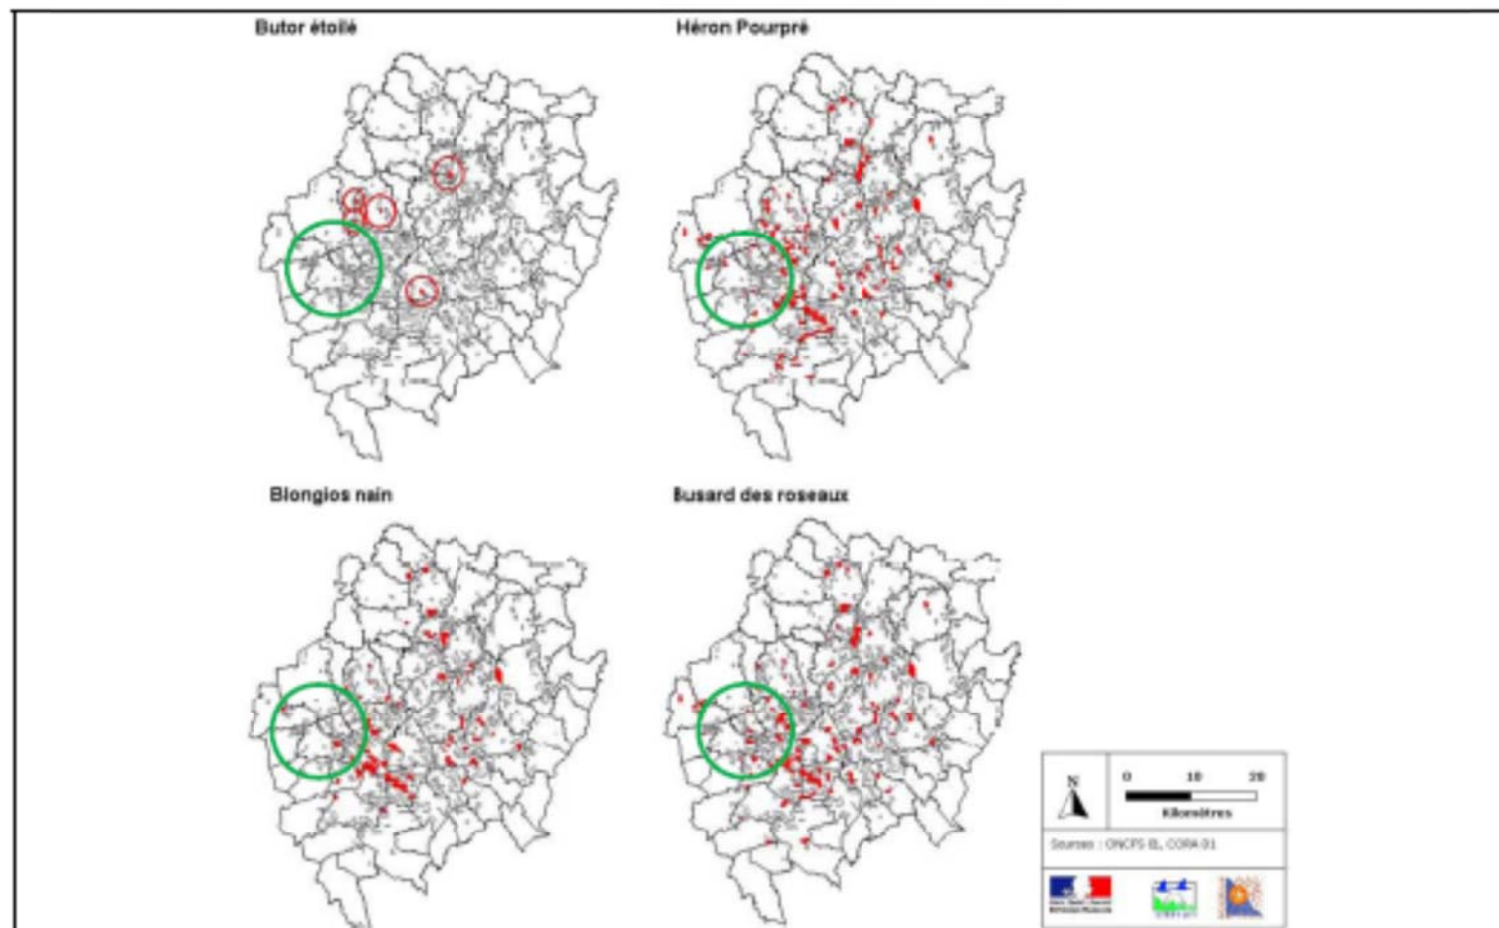 Butor étoilé
Héron Pourpré
Blongios nain
Busard des roseaux
N
0 10 20
Kilomètres
Sources : ONCFS EL, CORA 01